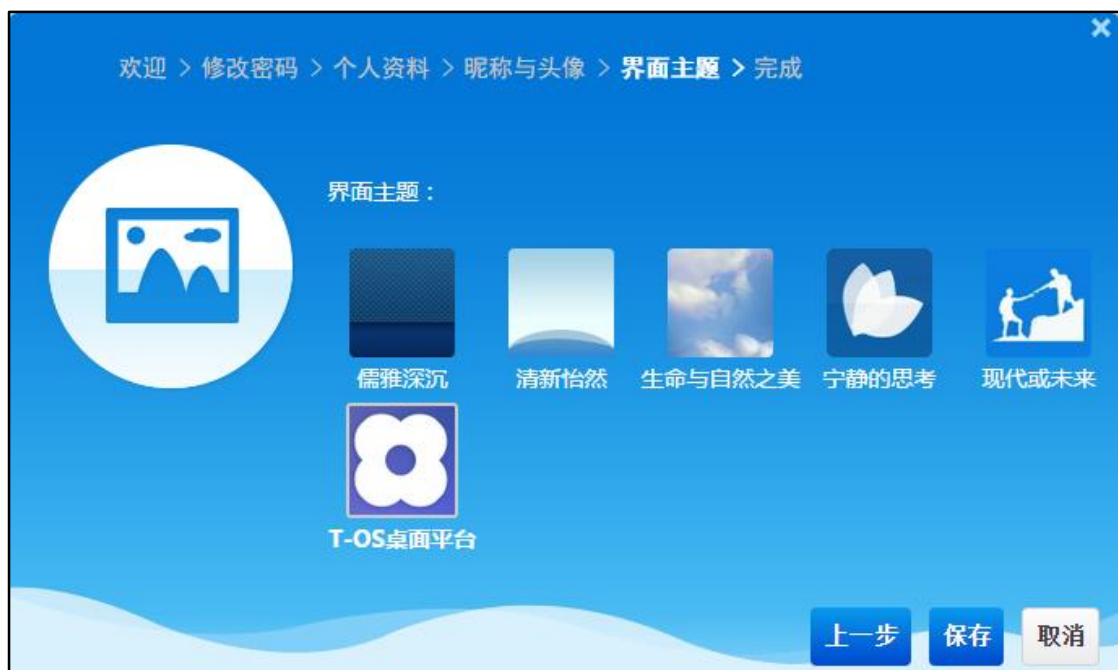 欢迎 > 修改密码 > 个人资料 > 昵称与头像 > 界面主题 > 完成
界面主题：
儒雅深沉 清新怡然 生命与自然之美 宁静的思考 现代或未来
T-OS桌面平台
上一步 保存 取消